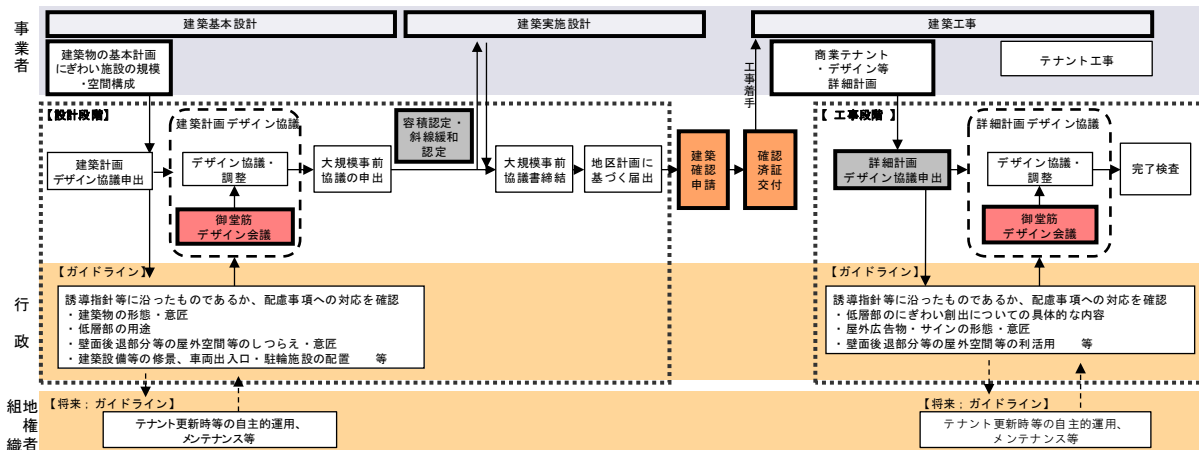 事業者
建築基本設計
建築実施設計
建築工事
建築物の基本計画
にぎわい施設の規模
・空間構成
工事着手
商業テナント
・デザイン等
詳細計画
テナント工事
【設計段階】
建築計画デザイン協議
建築計画
デザイン協議申出
デザイン協議・
調整
御堂筋
デザイン会議
大規模事前
協議の申出
容積認定・
斜線緩和
認定
大規模事前
協議書締結
地区計画に
基づく届出
建築
確認
申請
確認
済証
交付
【 工事段階】
詳細計画デザイン協議
詳細計画
デザイン協議申出
デザイン協議・
調整
御堂筋
デザイン会議
完了検査
行政
【ガイドライン】
誘導指針等に沿ったものであるか、配慮事項への対応を確認
・建築物の形態・意匠
・低層部の用途
・壁面後退部分等の屋外空間等のしつらえ・意匠
・建築設備等の修景、車両出入口・駐輪施設の配置　　等
【ガイドライン】
誘導指針等に沿ったものであるか、配慮事項への対応を確認
・低層部のにぎわい創出についての具体的な内容
・屋外広告物・サインの形態・意匠
・壁面後退部分等の屋外空間等の利活用　　等
地権者
組織
【将来；ガイドライン】
テナント更新時等の自主的運用、
メンテナンス等
【将来；ガイドライン】
テナント更新時等の自主的運用、
メンテナンス等